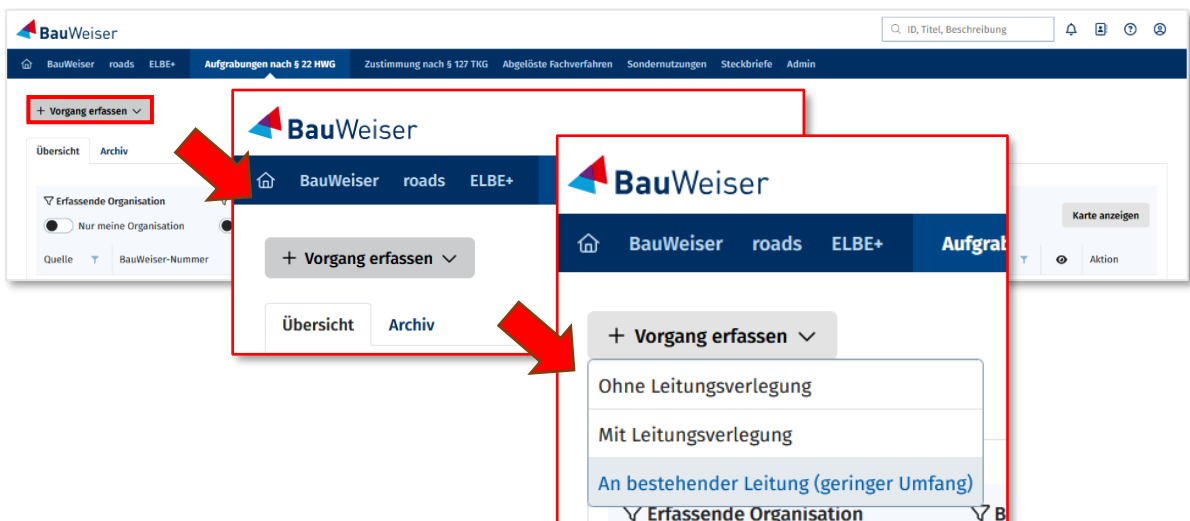 BauWeiser
ID, Titel, Beschreibung
BauWeiser roads ELBE+ Aufgrabungen nach § 22 HWG Zustimmung nach § 127 TKG Abgelöste Fachverfahren Sondernutzungen Steckbriefe Admin
+ Vorgang erfassen
Übersicht Archiv
Erfassende Organisation
Nur meine Organisation
Karte anzeigen
Quelle BauWeiser-Nummer
Aktion
BauWeiser
BauWeiser roads ELBE+
+ Vorgang erfassen
Übersicht Archiv
BauWeiser
BauWeiser roads ELBE+ Aufgrab
+ Vorgang erfassen
Ohne Leitungsverlegung
Mit Leitungsverlegung
An bestehender Leitung (geringer Umfang)
Erfassende Organisation B